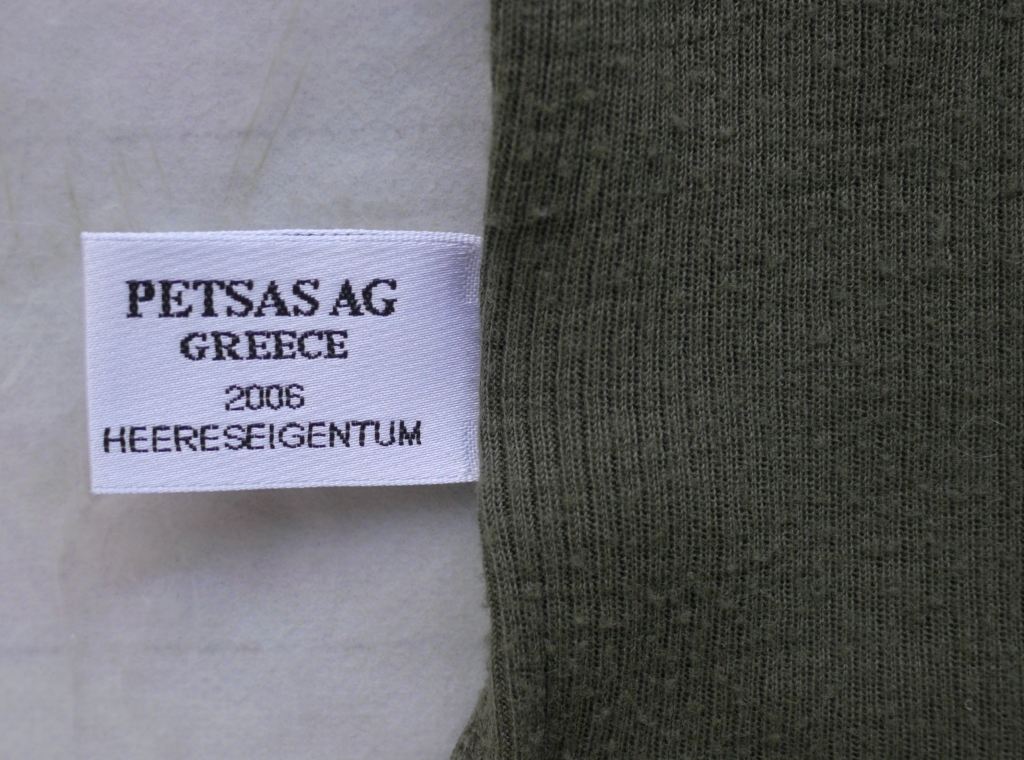 PETSAS AG
GREECE
2006
HEERESEIGENTUM